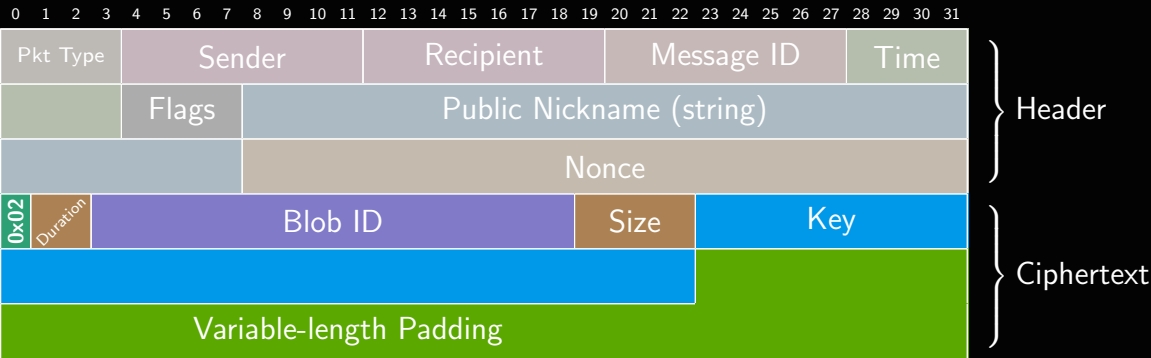 0 1 2 3 4 5 6 7 8 9 10 11 12 13 14 15 16 17 18 19 20 21 22 23 24 25 26 27 28 29 30 31
Pkt Type Sender Recipient Message ID Time
Flags Public Nickname (string) Header
Nonce
0x02 Duration Blob ID Size Key
Ciphertext
Variable-length Padding